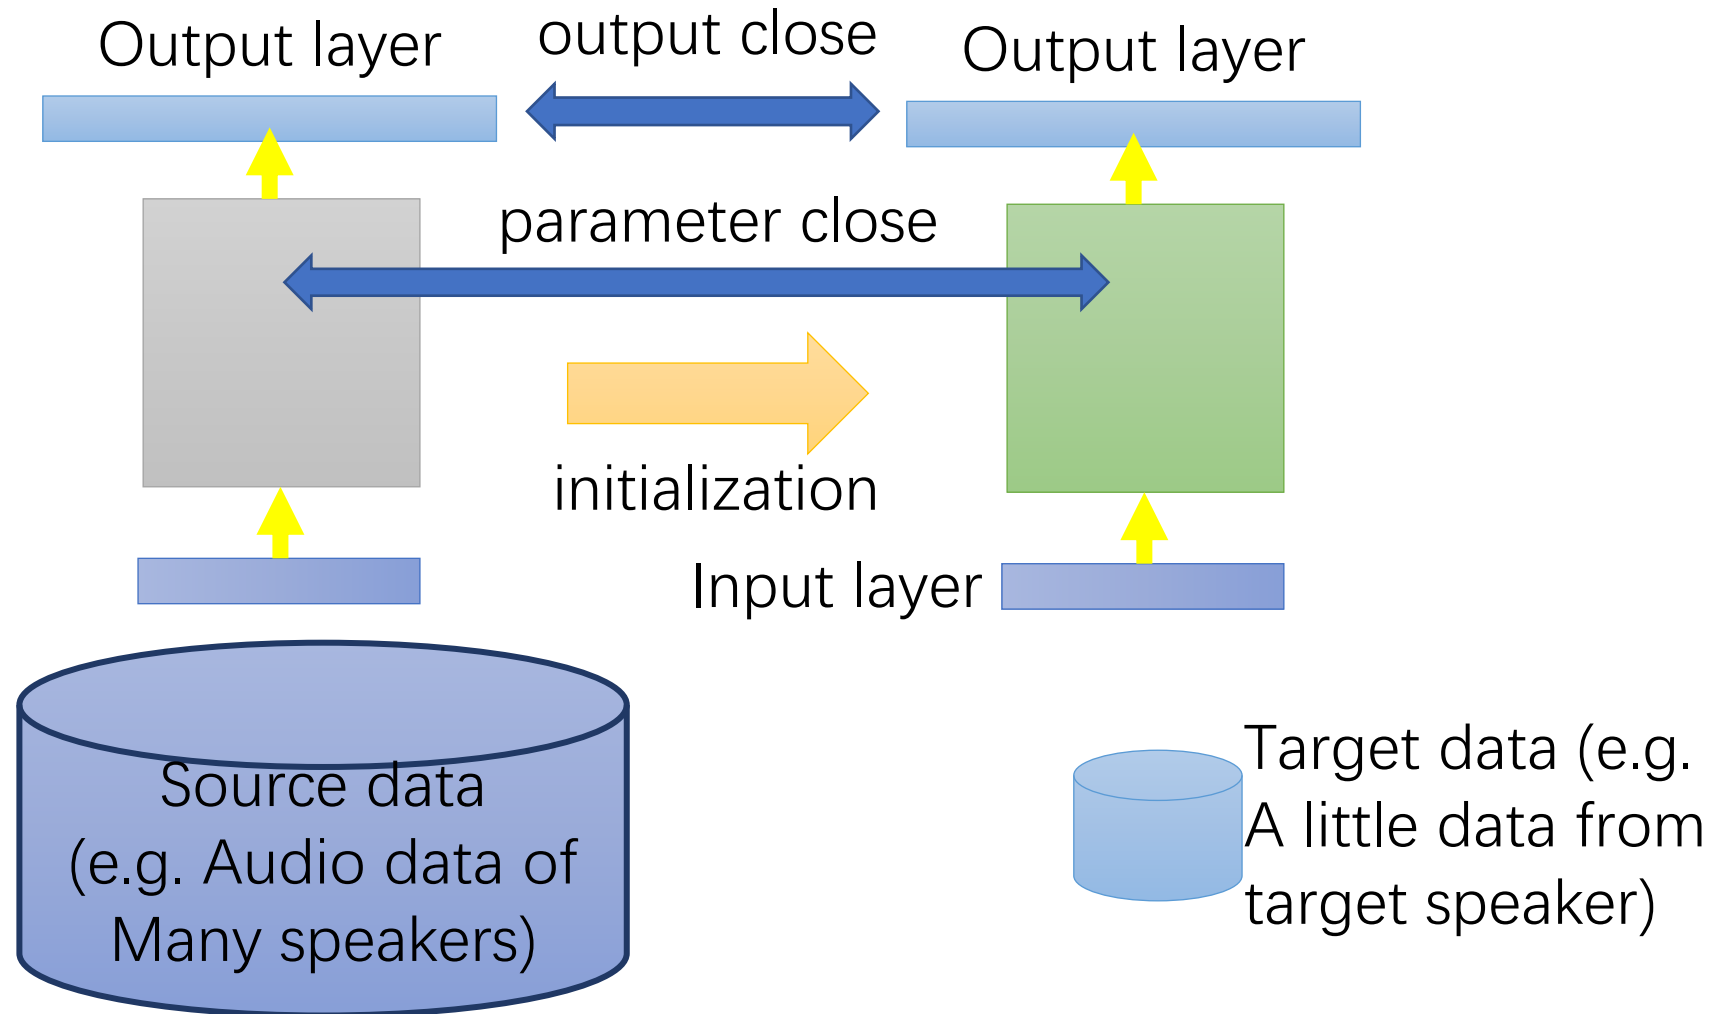 Output layer
output close
Output layer
parameter close
initialization
Input layer
Source data
(e.g. Audio data of
Many speakers)
Target data (e.g.
A little data from
target speaker)